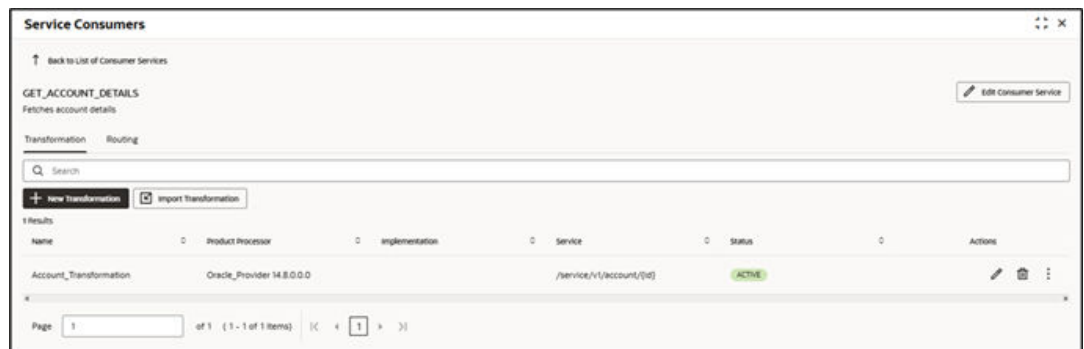 Service Consumers
Back to List of Consumer Services
GET_ACCOUNT_DETAILS
Edit Consumer Service
Fetches account details
Transformation Routing
Search
New Transformation Import Transformation
1 Results
Name Product Processor Implementation Service Status Actions
Account_Transformation Oracle_Provider 14.8.0.0.0 /service/v1/account/{id} ACTIVE
Page 1 of 1 ( 1 - 1 of 1 items) 1